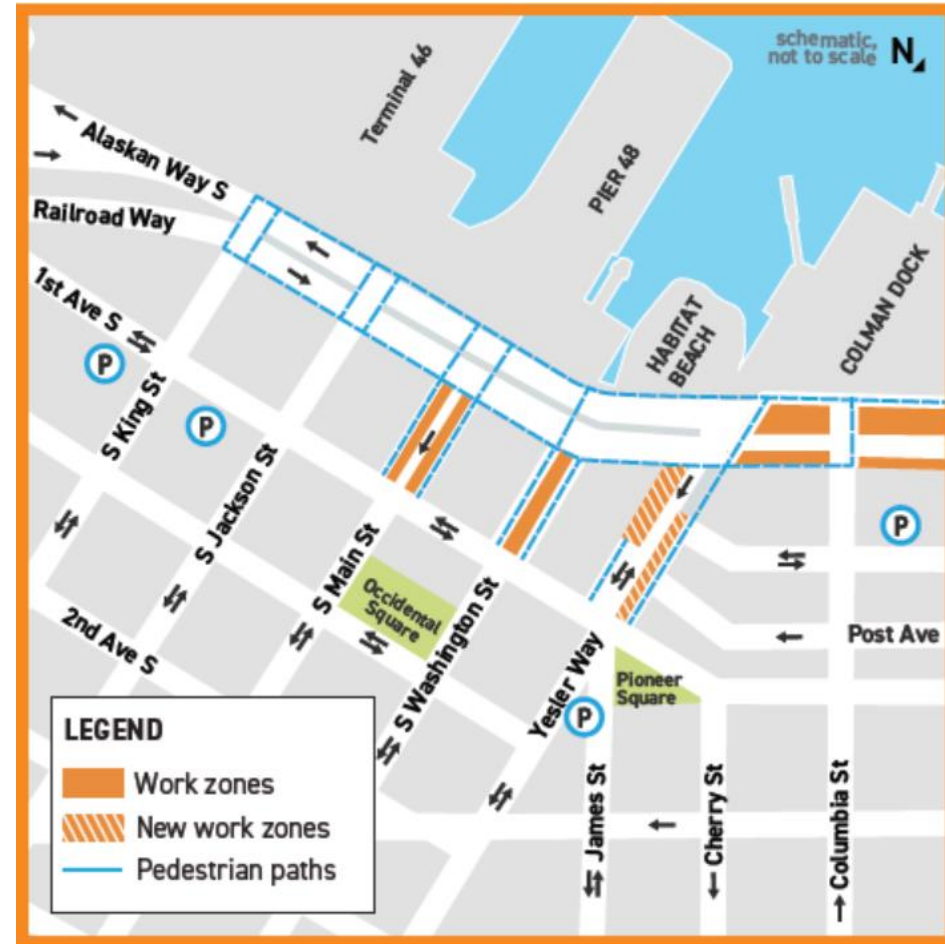 schematic,
not to scale
N
Terminal 46
PIER 48
Alaskan Way S
Railroad Way
HABITAT
BEACH
COLMAN DOCK
1st Ave S
P
P
S King St
S Jackson St
P
S Main St
Occidental
Square
S Washington St
2nd Ave S
Yesler Way
Post Ave
Pioneer
Square
P
James St
Cherry St
Columbia St
LEGEND
Work zones
New work zones
Pedestrian paths